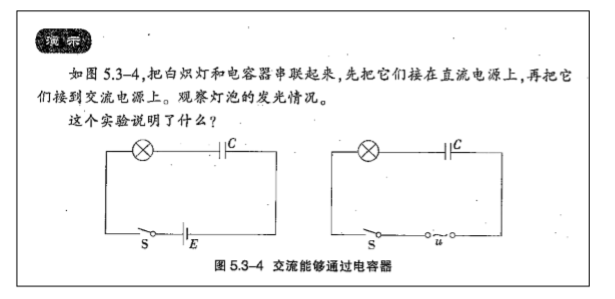 演示
如图 5.3-4,把白炽灯和电容器串联起来,先把它们接在直流电源上,再把它
们接到交流电源上。观察灯泡的发光情况。
这个实验说明了什么?
C
C
S
E
S
u
图 5.3-4 交流能够通过电容器